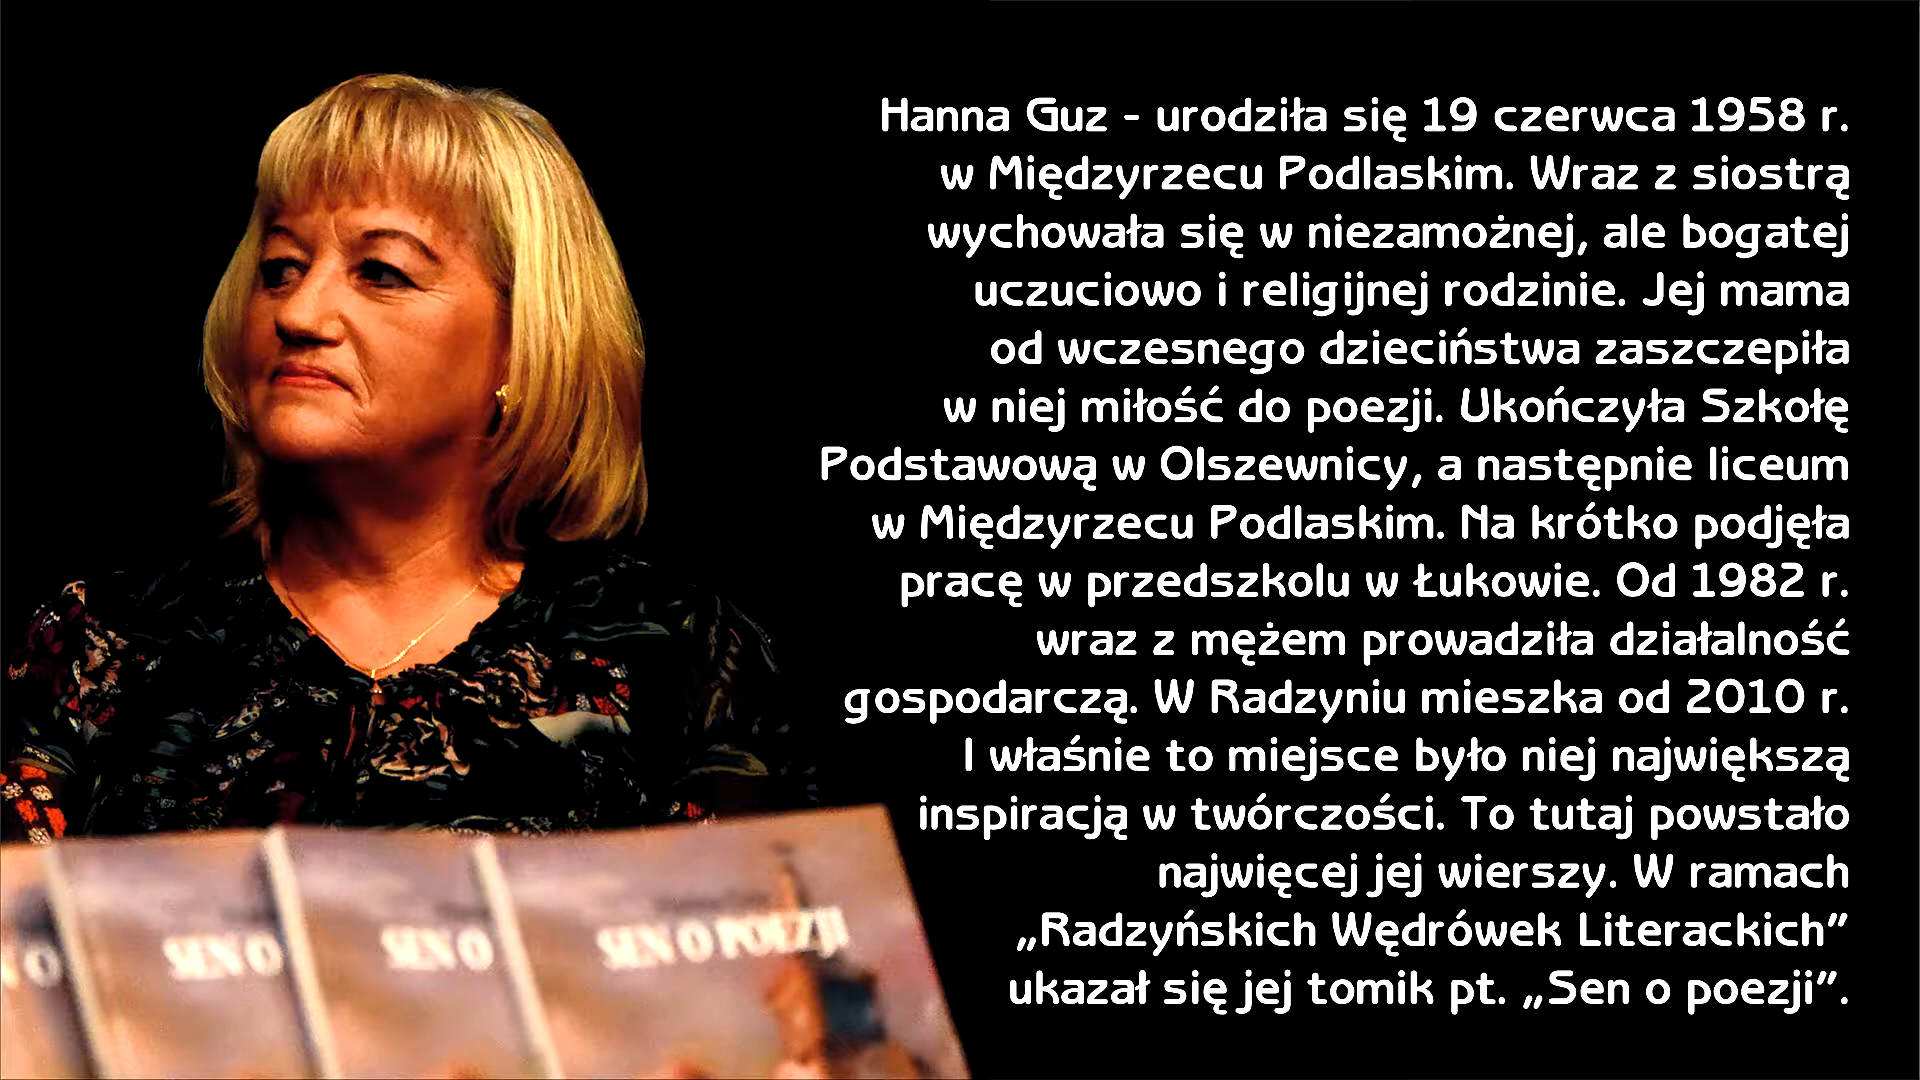 Hanna Guz - urodziła się 19 czerwca 1958 r.
w Międzyrzecu Podlaskim. Wraz z siostrą
wychowała się w niezamożnej, ale bogatej
uczuciowo i religijnej rodzinie. Jej mama
od wczesnego dzieciństwa zaszczepiła
w niej miłość do poezji. Ukończyła Szkołę
Podstawową w Olszewnicy, a następnie liceum
w Międzyrzecu Podlaskim. Na krótko podjęła
pracę w przedszkolu w Łukowie. Od 1982 r.
wraz z mężem prowadziła działalność
gospodarczą. W Radzyniu mieszka od 2010 r.
I właśnie to miejsce było niej największą
inspiracją w twórczości. To tutaj powstało
najwięcej jej wierszy. W ramach
„Radzyńskich Wędrówek Literackich”
ukazał się jej tomik pt. „Sen o poezji”.
O
SEN O
SEN O
SEN O POEZJI